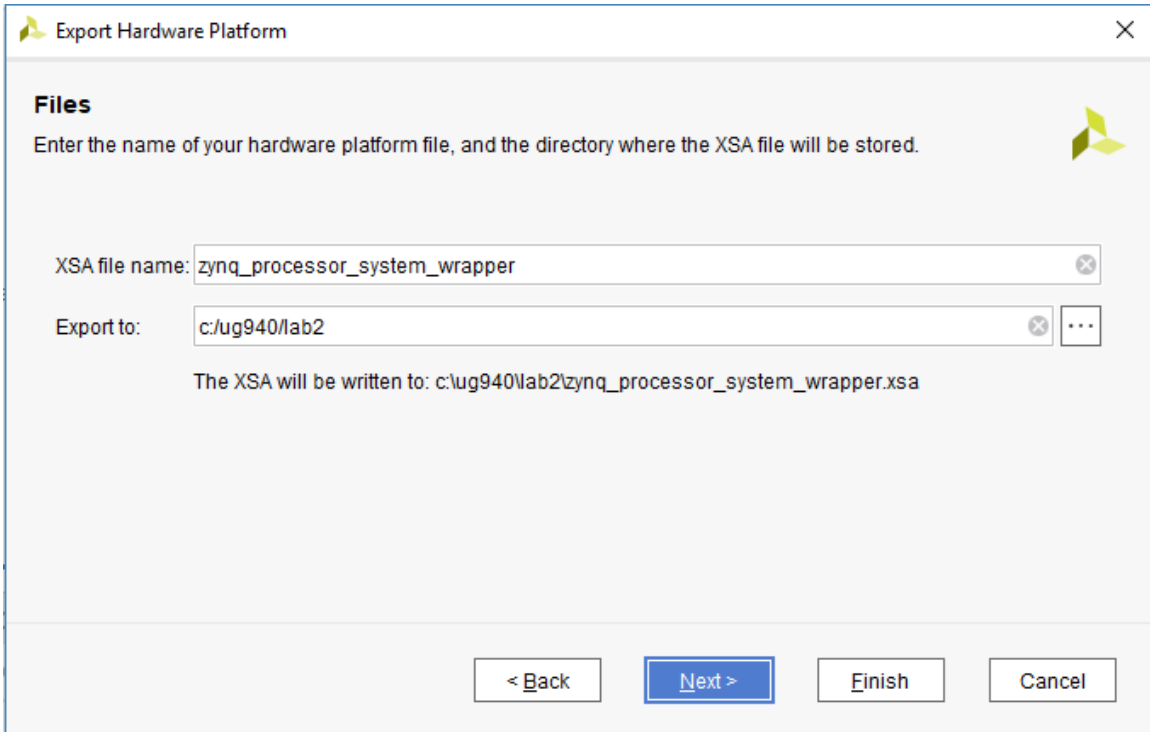 Export Hardware Platform
Files
Enter the name of your hardware platform file, and the directory where the XSA file will be stored.
XSA file name: zynq_processor_system_wrapper
Export to: c:/ug940/lab2
The XSA will be written to: c:\ug940\lab2\zynq_processor_system_wrapper.xsa
< Back Next > Finish Cancel